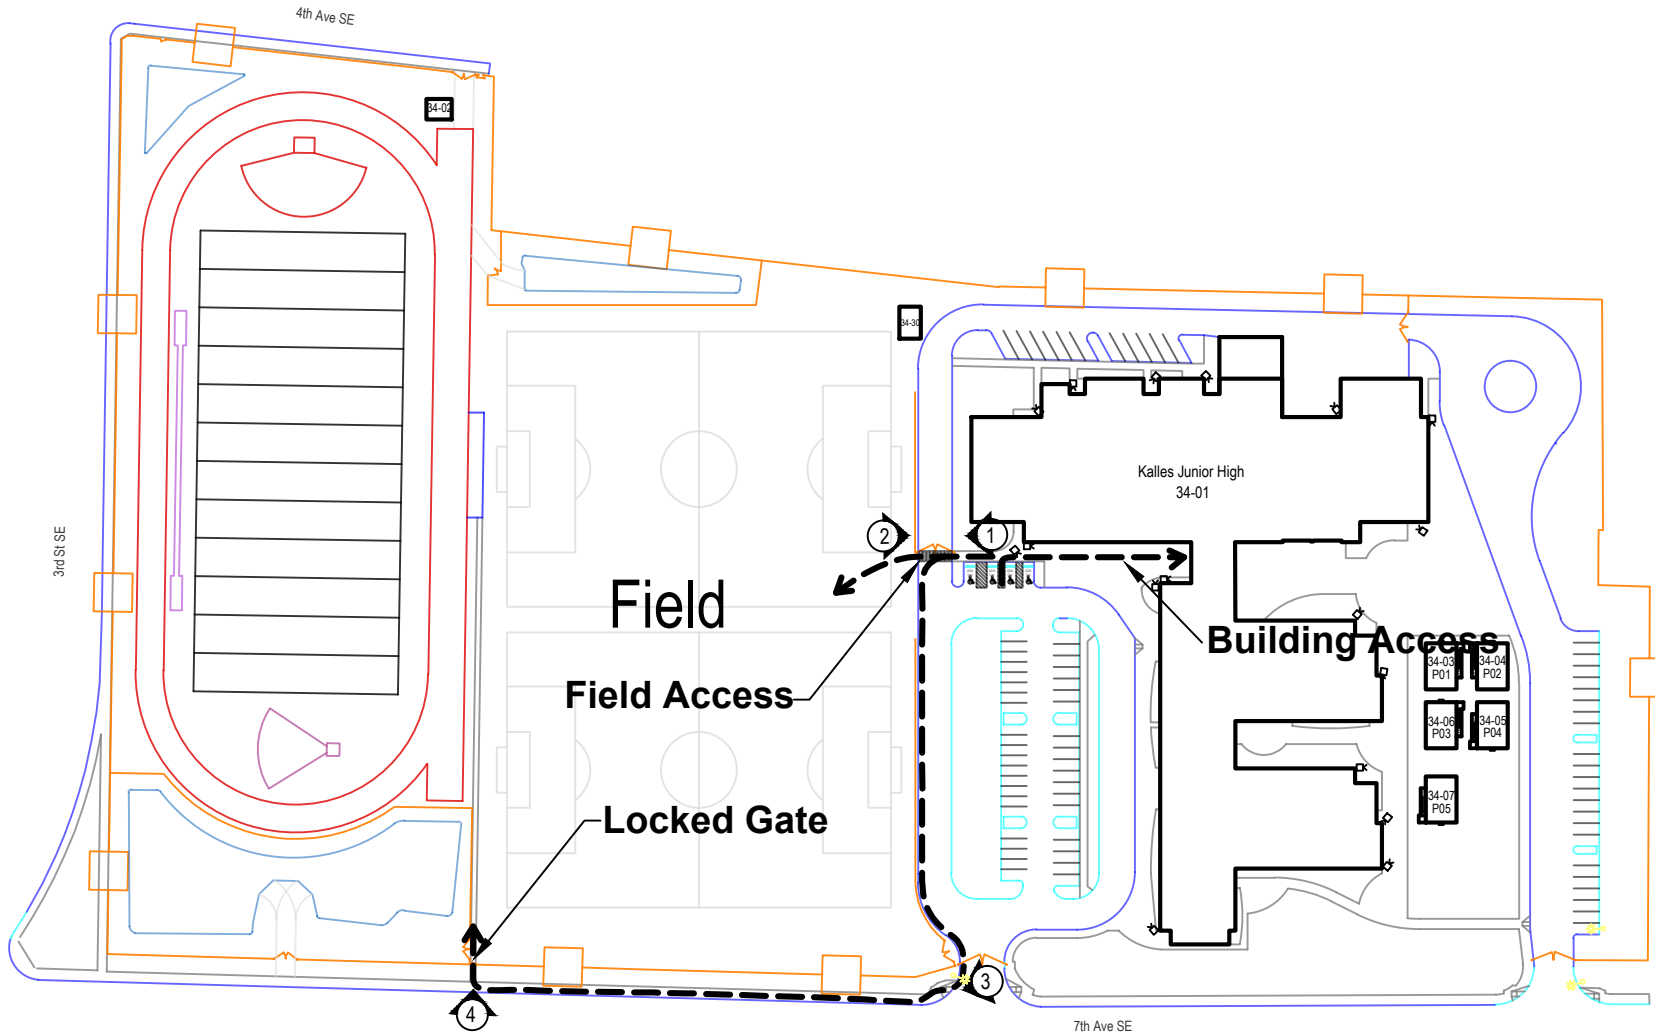 4th Ave SE
34-02
34-30
Kalles Junior High
34-01
3rd St SE
2
1
Field
Building Access
34-03
P01
34-04
P02
Field Access
34-06
P03
34-05
P04
34-07
P05
Locked Gate
3
4
7th Ave SE